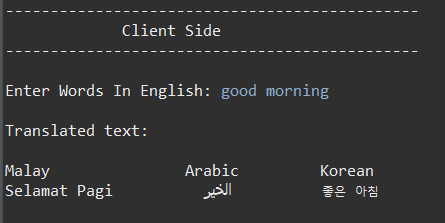 ----------------------------------------------
Client Side
----------------------------------------------
Enter Words In English: good morning
Translated text:
Malay Arabic Korean
Selamat Pagi الخير 좋은 아침